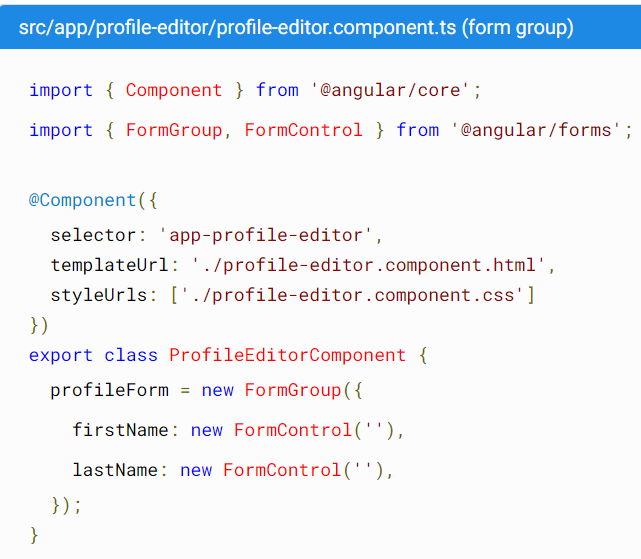 src/app/profile-editor/profile-editor.component.ts (form group)
import { Component } from '@angular/core';
import { FormGroup, FormControl } from '@angular/forms';
@Component({
  selector: 'app-profile-editor',
  templateUrl: './profile-editor.component.html',
  styleUrls: ['./profile-editor.component.css']
})
export class ProfileEditorComponent {
  profileForm = new FormGroup({
    firstName: new FormControl(''),
    lastName: new FormControl(''),
  });
}